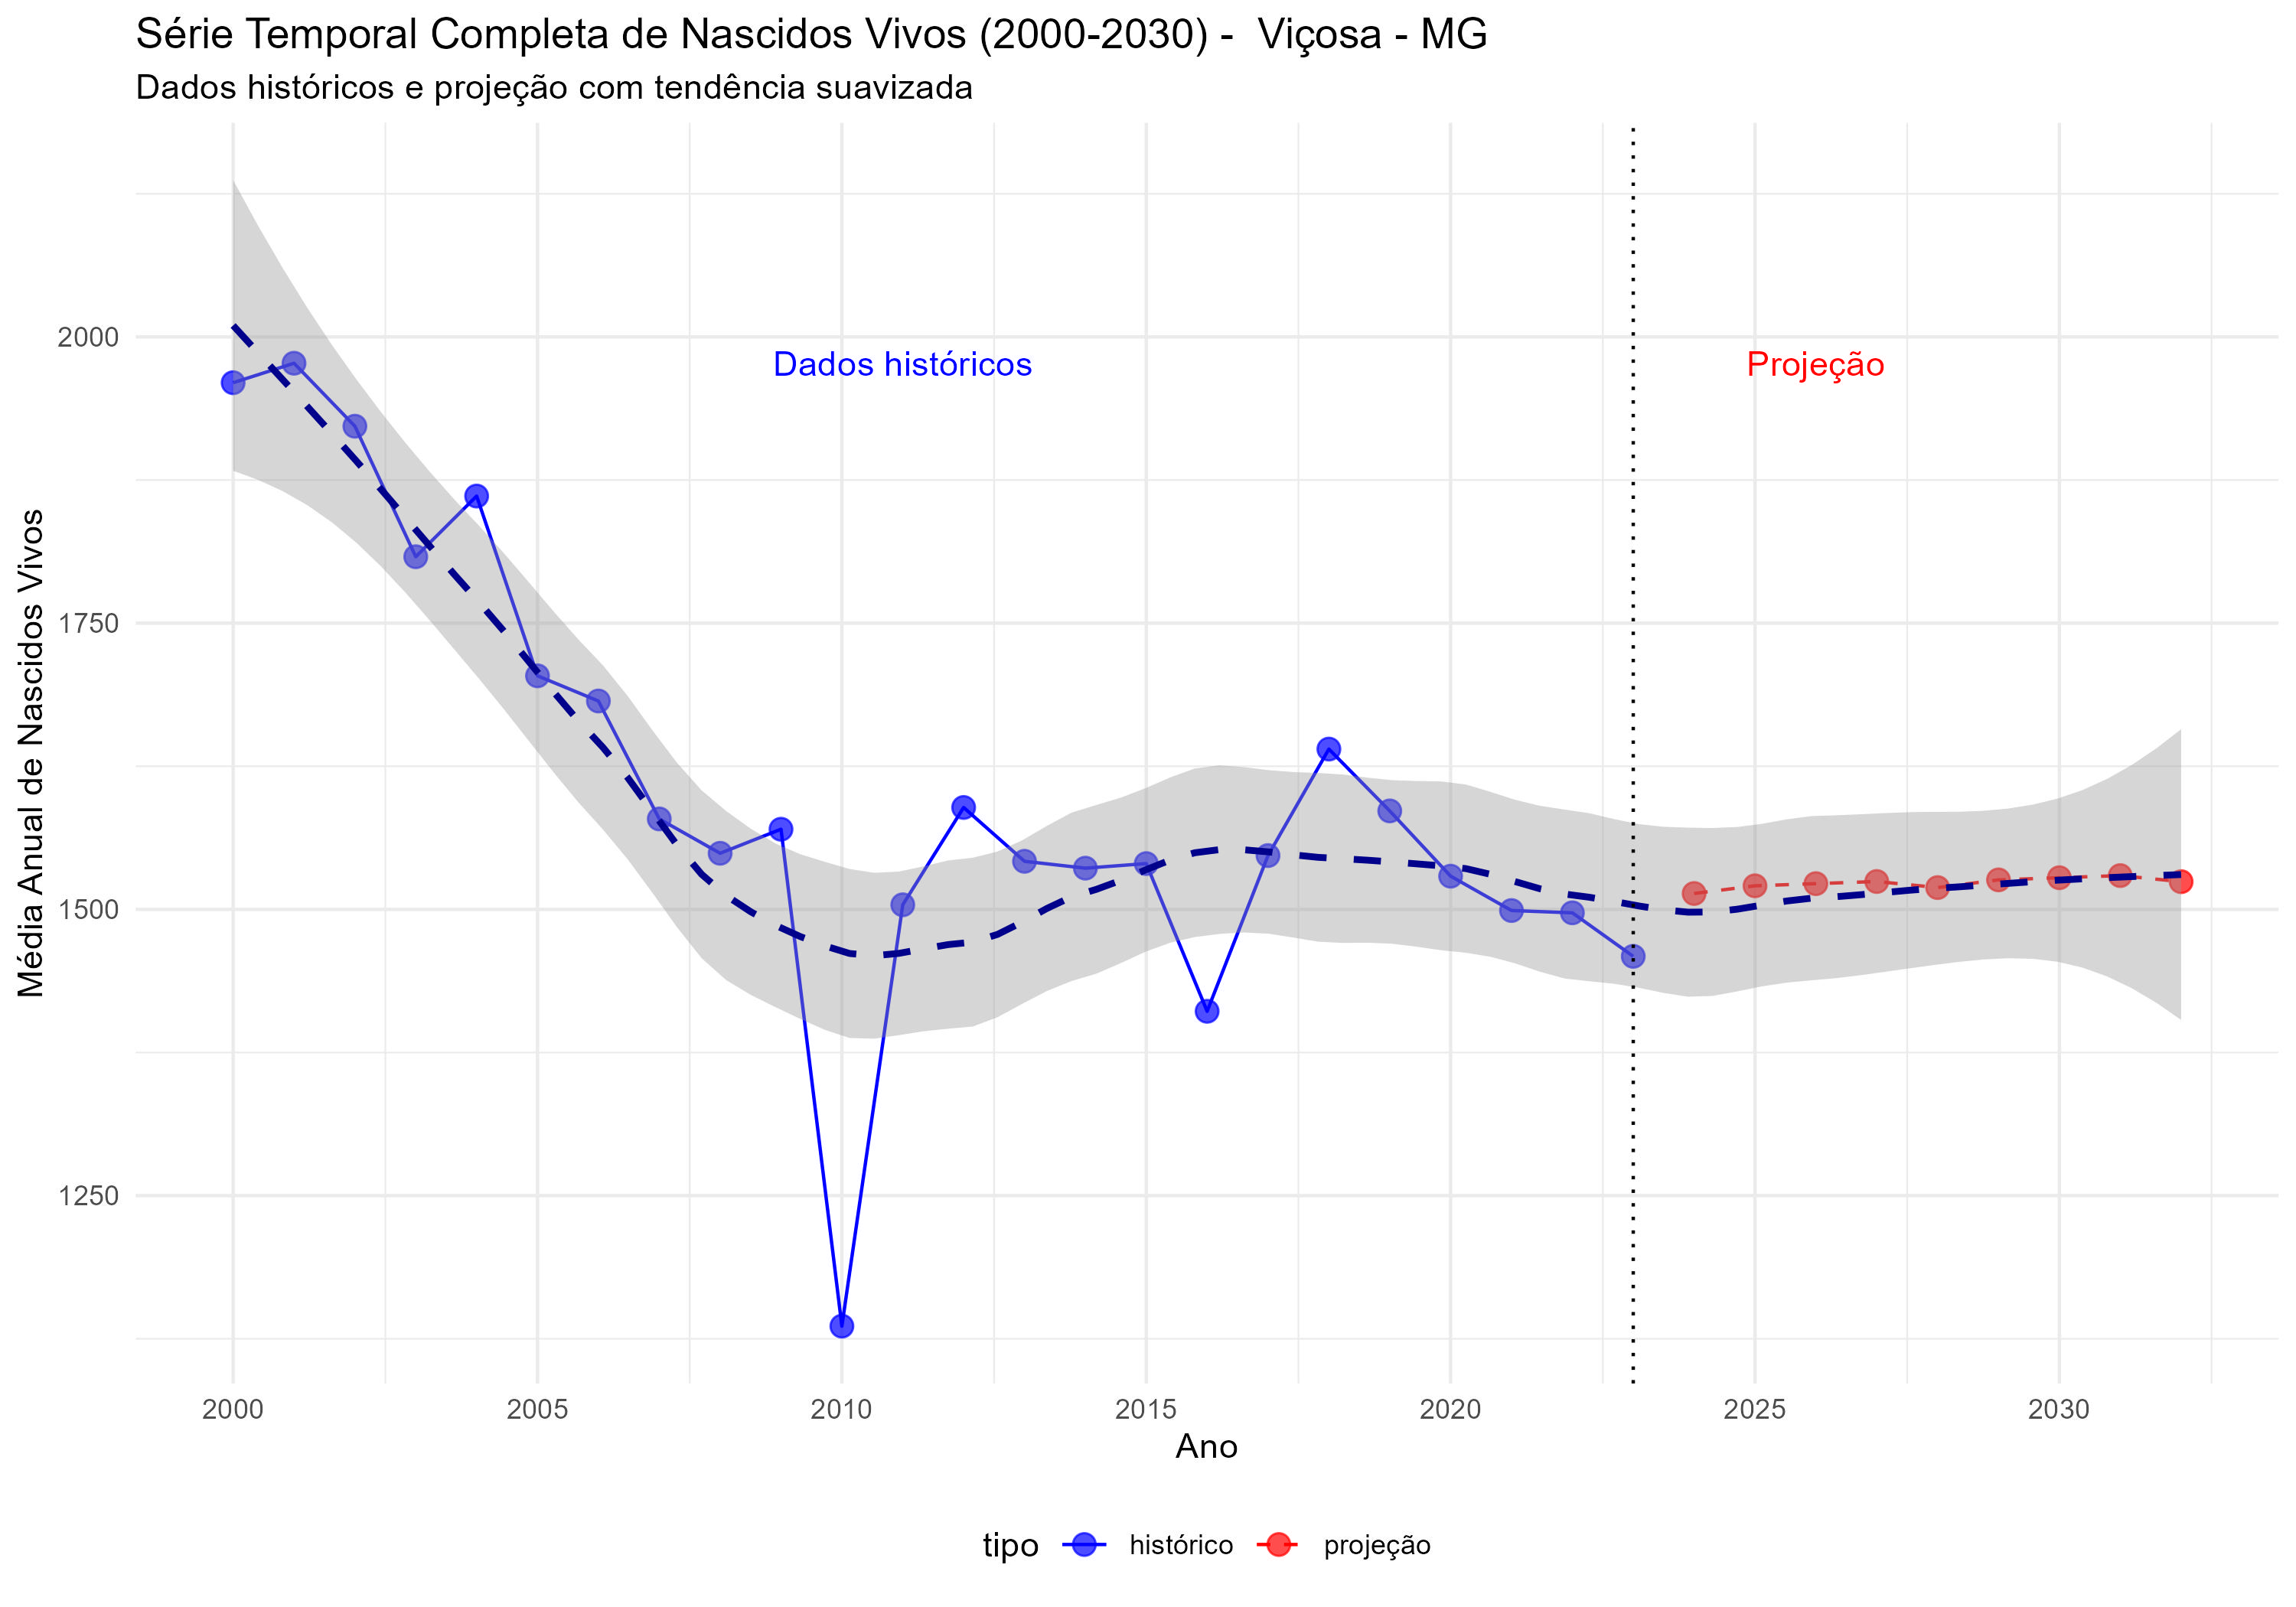 Série Temporal Completa de Nascidos Vivos (2000-2030) -  Viçosa - MG
Dados históricos e projeção com tendência suavizada
Média Anual de Nascidos Vivos
2000
1750
1500
1250
Dados históricos
Projeção
2000
2005
2010
2015
2020
2025
2030
Ano
tipo histórico projeção